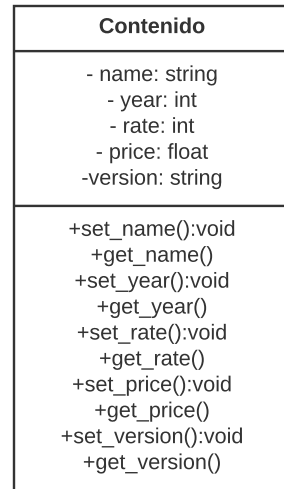 Contenido
- name: string
- year: int
- rate: int
- price: float
-version: string
+set_name():void
+get_name()
+set_year():void
+get_year()
+set_rate():void
+get_rate()
+set_price():void
+get_price()
+set_version():void
+get_version()